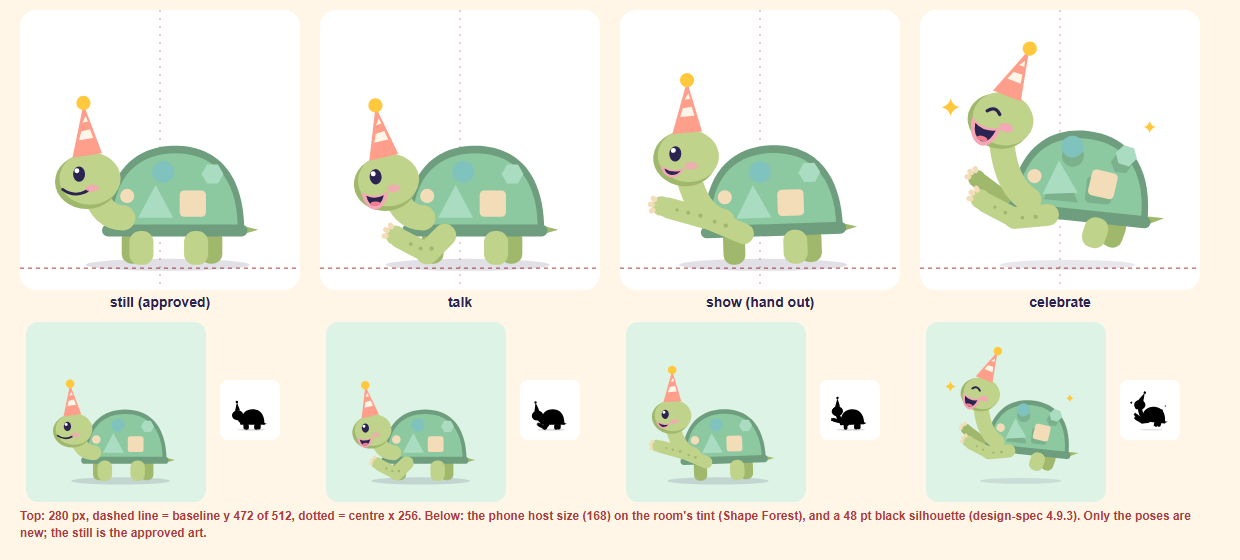 still (approved)
talk
show (hand out)
celebrate
Top: 280 px, dashed line = baseline y 472 of 512, dotted = centre x 256. Below: the phone host size (168) on the room's tint (Shape Forest), and a 48 pt black silhouette (design-spec 4.9.3). Only the poses are
new; the still is the approved art.